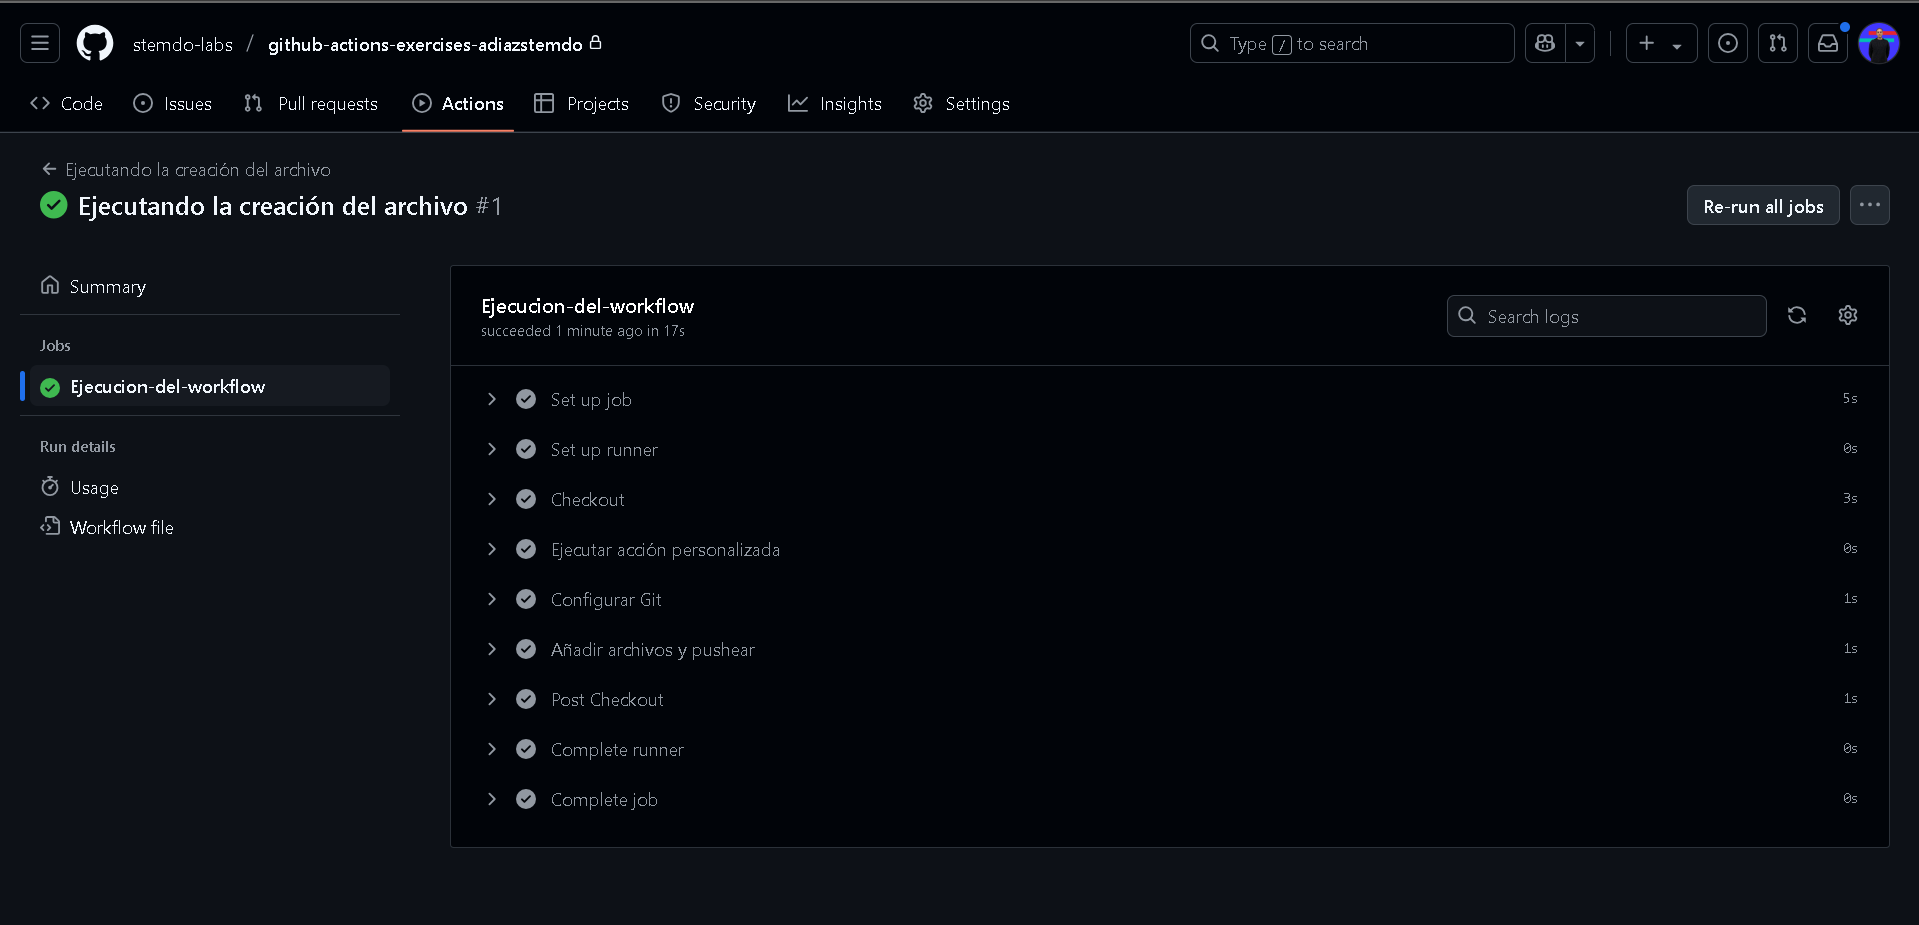 stemdo-labs / github-actions-exercises-adiazstemdo
Type / to search
Code Issues Pull requests Actions Projects Security Insights Settings
Ejecutando la creación del archivo
Ejecutando la creación del archivo #1
Re-run all jobs
Summary
Jobs
Ejecucion-del-workflow
Run details
Usage
Workflow file
Ejecucion-del-workflow
succeeded 1 minute ago in 17s
Search logs
Set up job 5s
Set up runner 0s
Checkout 3s
Ejecutar acción personalizada 0s
Configurar Git 1s
Añadir archivos y pushear 1s
Post Checkout 1s
Complete runner 0s
Complete job 0s